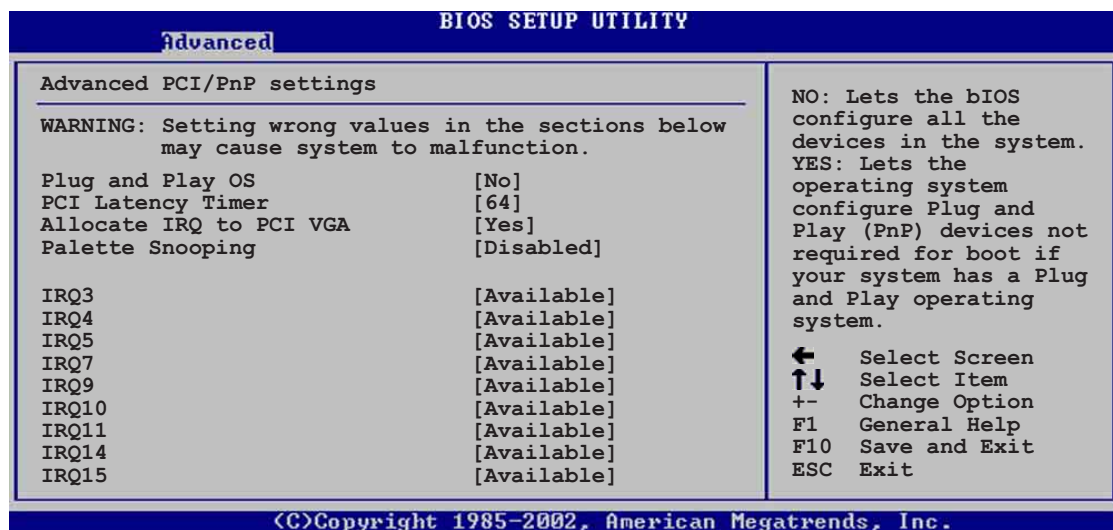 BIOS SETUP UTILITY
Advanced
Advanced PCI/PnP settings
WARNING: Setting wrong values in the sections below
may cause system to malfunction.
Plug and Play OS [No]
PCI Latency Timer [64]
Allocate IRQ to PCI VGA [Yes]
Palette Snooping [Disabled]
IRQ3 [Available]
IRQ4 [Available]
IRQ5 [Available]
IRQ7 [Available]
IRQ9 [Available]
IRQ10 [Available]
IRQ11 [Available]
IRQ14 [Available]
IRQ15 [Available]
NO: Lets the bIOS
configure all the
devices in the system.
YES: Lets the
operating system
configure Plug and
Play (PnP) devices not
required for boot if
your system has a Plug
and Play operating
system.
← Select Screen
↑↓ Select Item
+- Change Option
F1 General Help
F10 Save and Exit
ESC Exit
(C)Copyright 1985-2002, American Megatrends, Inc.